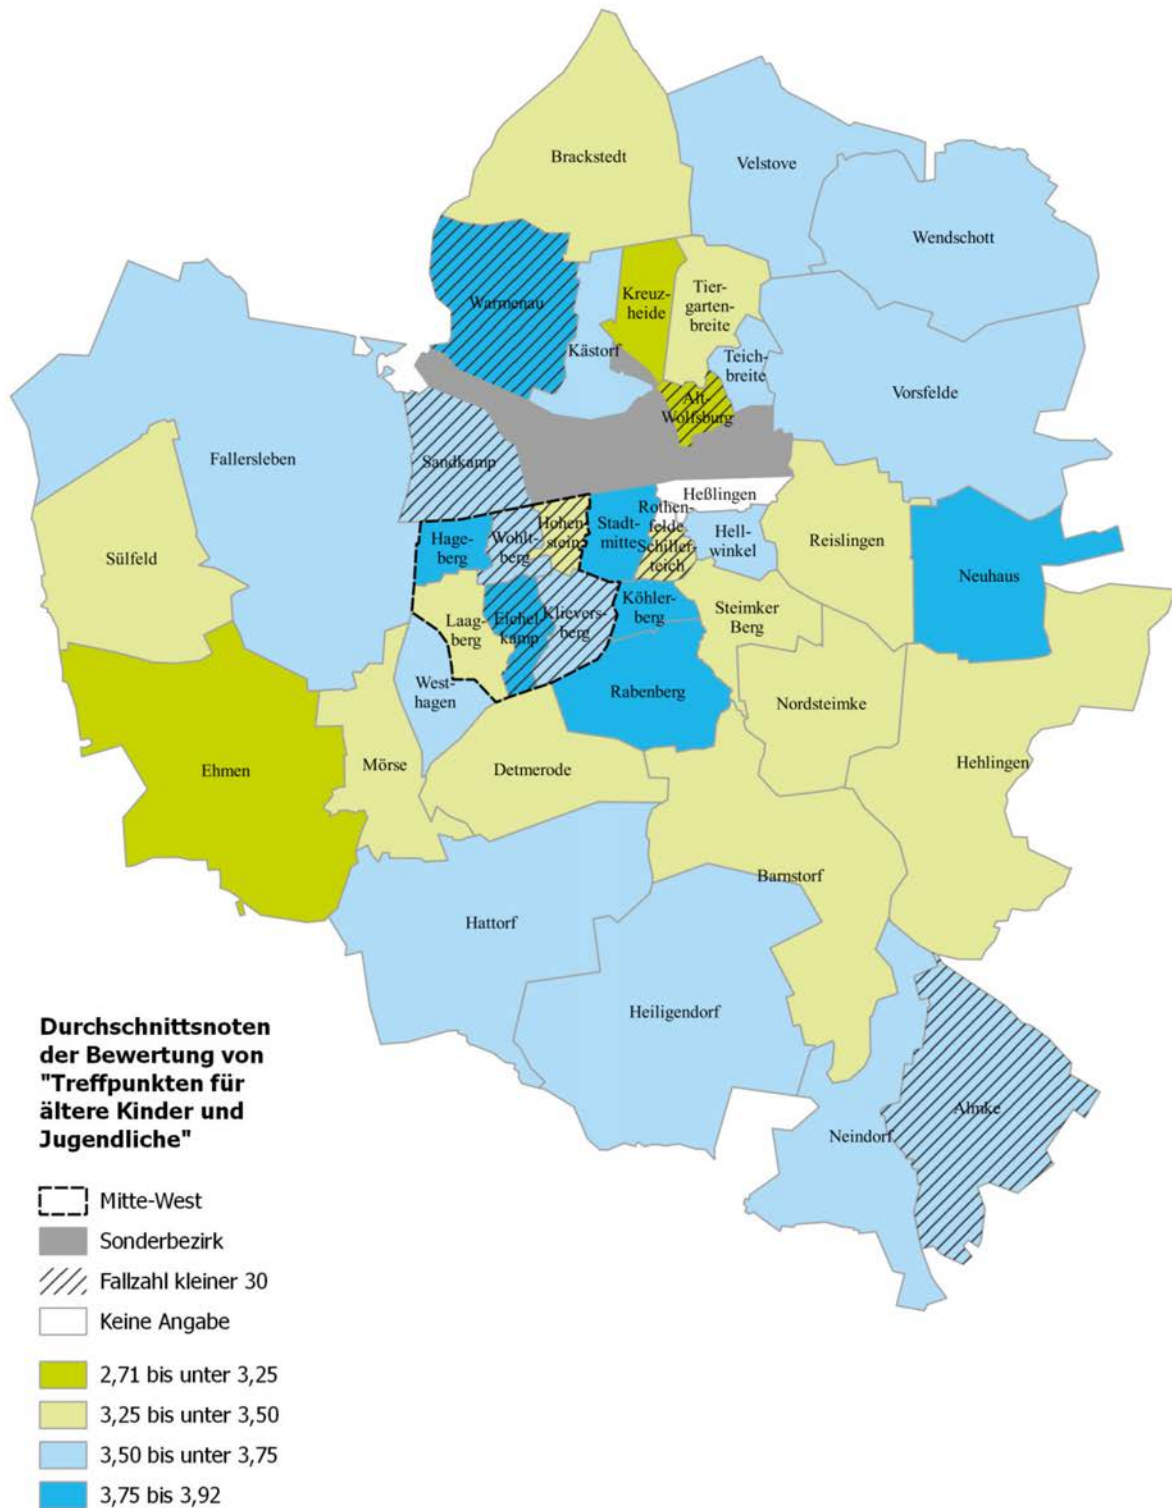 Brackstedt
Velstove
Wendschott
Warmenau
Kreuz-
heide
Tier-
garten-
breite
Kästorf
Teich-
breite
Alt-
Wolfsburg
Vorsfelde
Fallersleben
Sandkamp
Heßlingen
Sülfeld
Hage-
berg
Wohlt-
berg
Hohen-
stein
Stadt-
mitte
Rothen-
felde
Schiller-
teich
Hell-
winkel
Reislingen
Neuhaus
Laag-
berg
Eichel-
kamp
Klievers-
berg
Köhler-
berg
Steimker
Berg
West-
hagen
Rabenberg
Nordsteimke
Ehmen
Mörse
Detmerode
Hehlingen
Barnstorf
Hattorf
Heiligendorf
Almke
Neindorf
Durchschnittsnoten
der Bewertung von
"Treffpunkten für
ältere Kinder und
Jugendliche"
Mitte-West
Sonderbezirk
Fallzahl kleiner 30
Keine Angabe
2,71 bis unter 3,25
3,25 bis unter 3,50
3,50 bis unter 3,75
3,75 bis 3,92